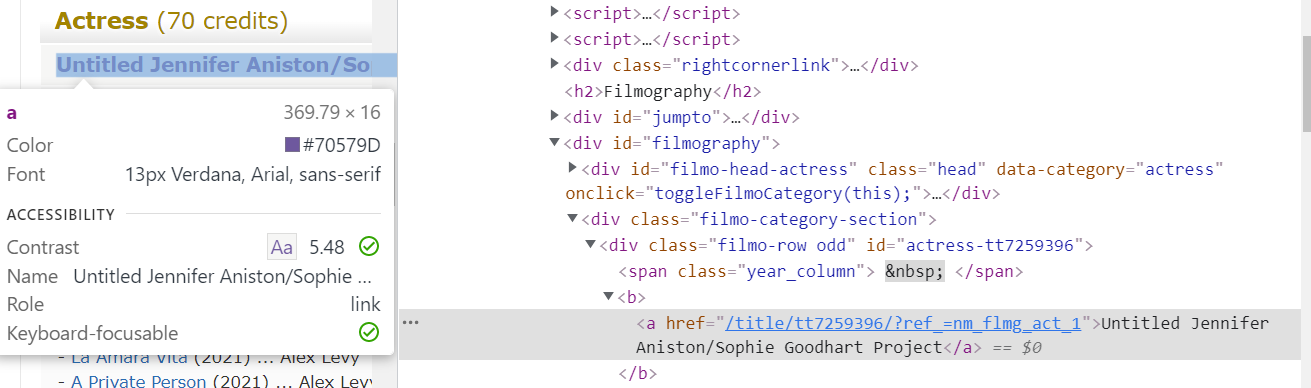 Actress (70 credits)
Untitled Jennifer Aniston/So
a 369.79 × 16
Color #70579D
Font 13px Verdana, Arial, sans-serif
ACCESSIBILITY
Contrast Aa 5.48
Name Untitled Jennifer Aniston/Sophie ...
Role link
Keyboard-focusable
- La Amara Vita (2021) ... Alex Levy
- A Private Person (2021) ... Alex Levy
<script>…</script>
<script>…</script>
<div class="rightcornerlink">…</div>
<h2>Filmography</h2>
<div id="jumpto">…</div>
<div id="filmography">
<div id="filmo-head-actress" class="head" data-category="actress"
onclick="toggleFilmoCategory(this);">…</div>
<div class="filmo-category-section">
<div class="filmo-row odd" id="actress-tt7259396">
<span class="year_column"> &nbsp; </span>
<b>
<a href="/title/tt7259396/?ref_=nm_flmg_act_1">Untitled Jennifer
Aniston/Sophie Goodhart Project</a> == $0
</b>